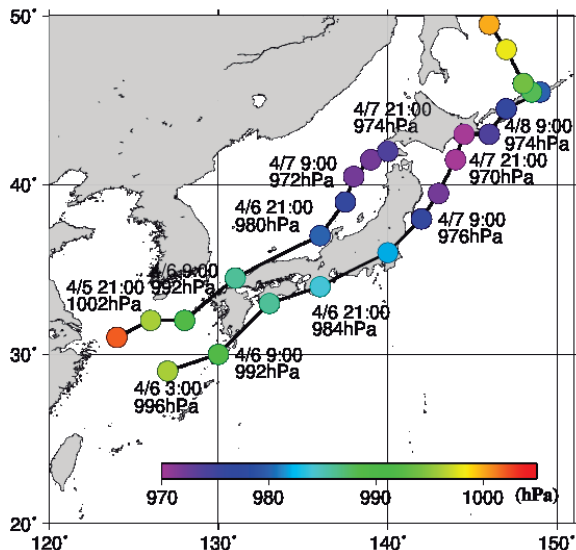 50°
4/7 21:00
974hPa
4/8 9:00
974hPa
4/7 9:00
972hPa
4/7 21:00
970hPa
40°
4/6 21:00
980hPa
4/7 9:00
976hPa
4/6 9:00
992hPa
4/5 21:00
1002hPa
4/6 21:00
984hPa
30°
4/6 9:00
992hPa
4/6 3:00
996hPa
970 980 990 1000 (hPa)
20°
120° 130° 140° 150°